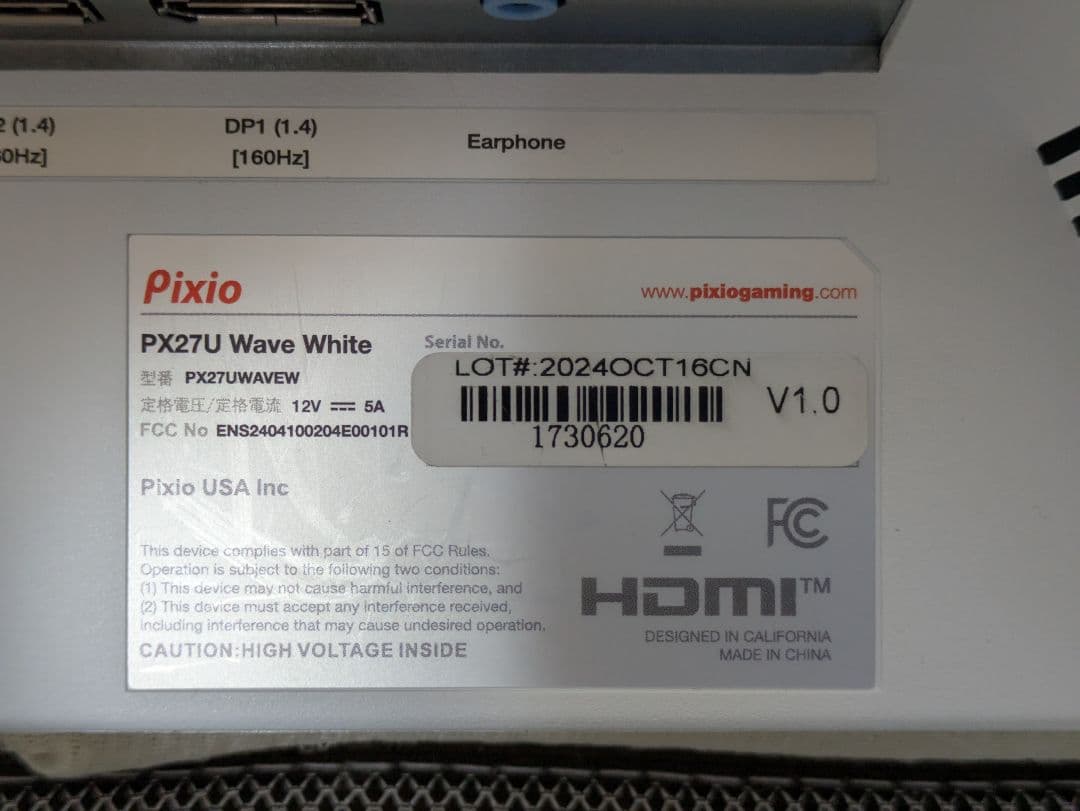 2 (1.4)
0Hz]
DP1 (1.4)
[160Hz]
Earphone
Pixio
www.pixiogaming.com
PX27U Wave White
型番 PX27UWAVEW
定格電圧/定格電流 12V 5A
FCC No ENS2404100204E00101R
Serial No.
LOT#:2024OCT16CN
V1.0
1730620
Pixio USA Inc
This device complies with part of 15 of FCC Rules.
Operation is subject to the following two conditions:
(1) This device may not cause harmful interference, and
(2) This device must accept any interference received,
including interference that may cause undesired operation.
CAUTION:HIGH VOLTAGE INSIDE
FC
HDMI™
DESIGNED IN CALIFORNIA
MADE IN CHINA